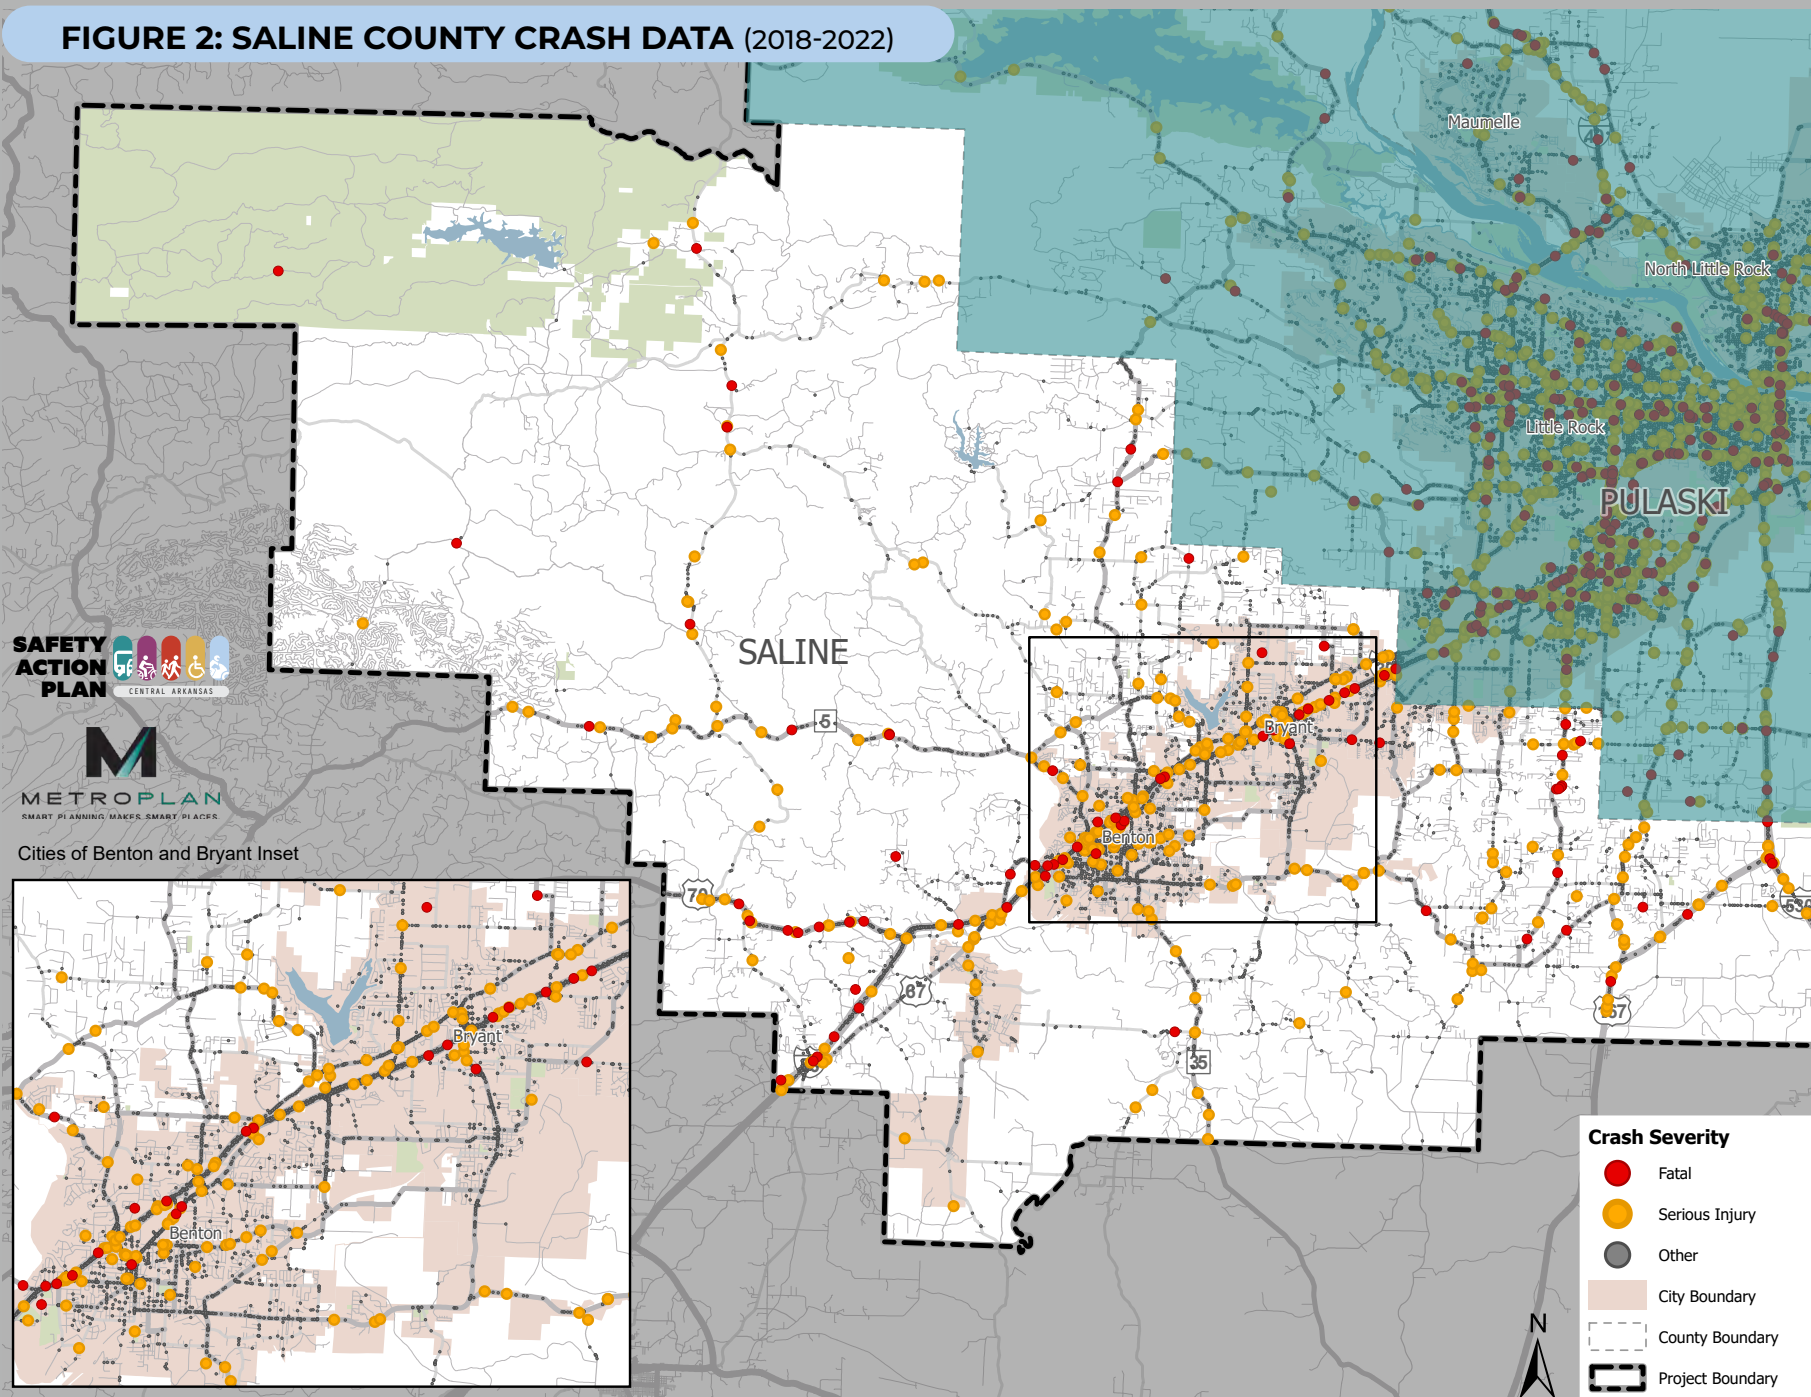 FIGURE 2: SALINE COUNTY CRASH DATA (2018-2022)
Maumelle
North Little Rock
Little Rock
PULASKI
SALINE
SAFETY
ACTION
PLAN
CENTRAL ARKANSAS
METROPLAN
SMART PLANNING MAKES SMART PLACES
5
Bryant
Benton
Cities of Benton and Bryant Inset
70
67
35
Bryant
Benton
Crash Severity
Fatal
Serious Injury
Other
City Boundary
County Boundary
Project Boundary
N